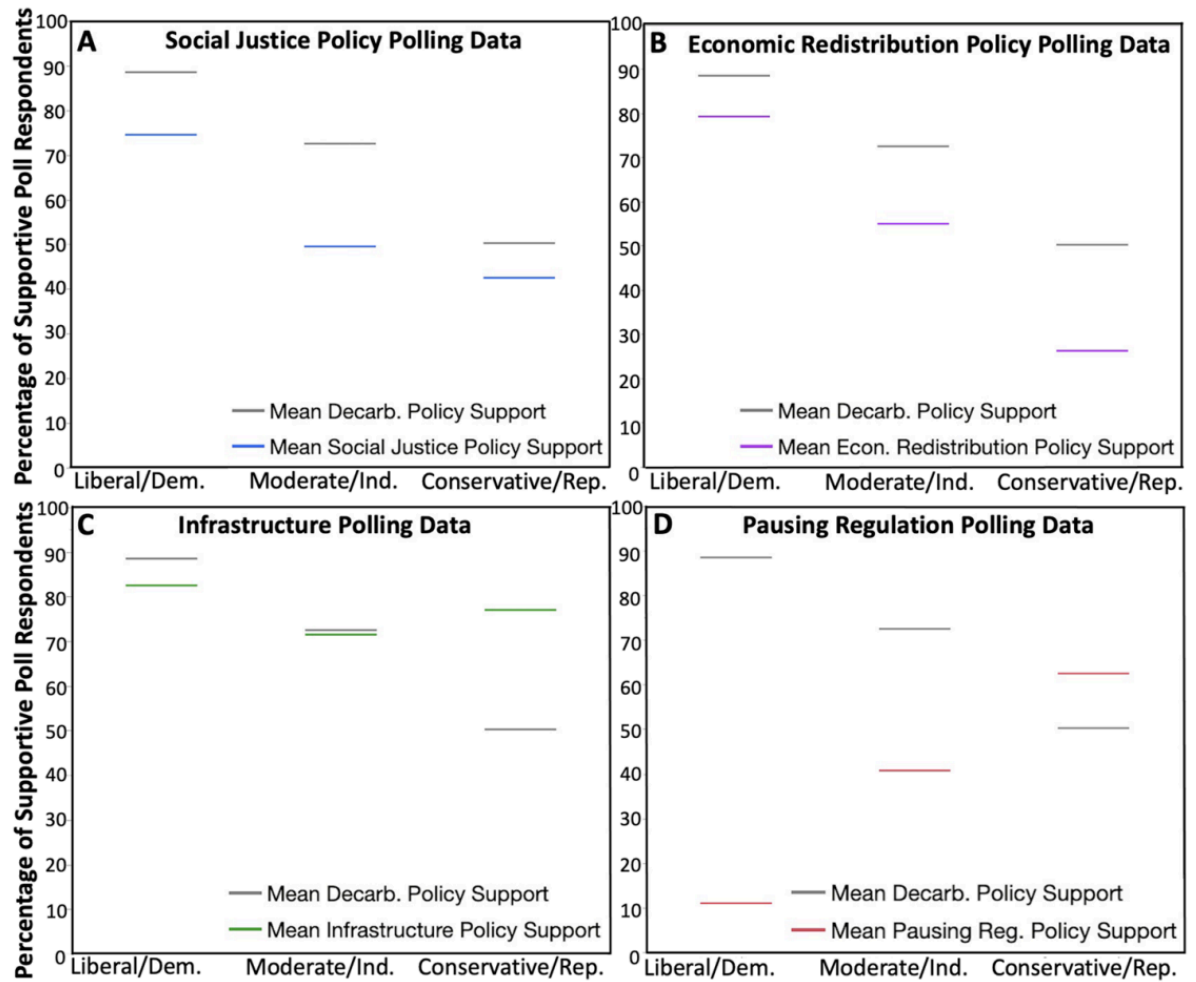 Percentage of Supportive Poll Respondents
A Social Justice Policy Polling Data
100
90
80
70
60
50
40
30
20
10
0
Mean Decarb. Policy Support
Mean Social Justice Policy Support
Liberal/Dem. Moderate/Ind. Conservative/Rep.
B Economic Redistribution Policy Polling Data
100
90
80
70
60
50
40
30
20
10
0
Mean Decarb. Policy Support
Mean Econ. Redistribution Policy Support
Liberal/Dem. Moderate/Ind. Conservative/Rep.
Percentage of Supportive Poll Respondents
C Infrastructure Polling Data
100
90
80
70
60
50
40
30
20
10
0
Mean Decarb. Policy Support
Mean Infrastructure Policy Support
Liberal/Dem. Moderate/Ind. Conservative/Rep.
D Pausing Regulation Polling Data
100
90
80
70
60
50
40
30
20
10
0
Mean Decarb. Policy Support
Mean Pausing Reg. Policy Support
Liberal/Dem. Moderate/Ind. Conservative/Rep.